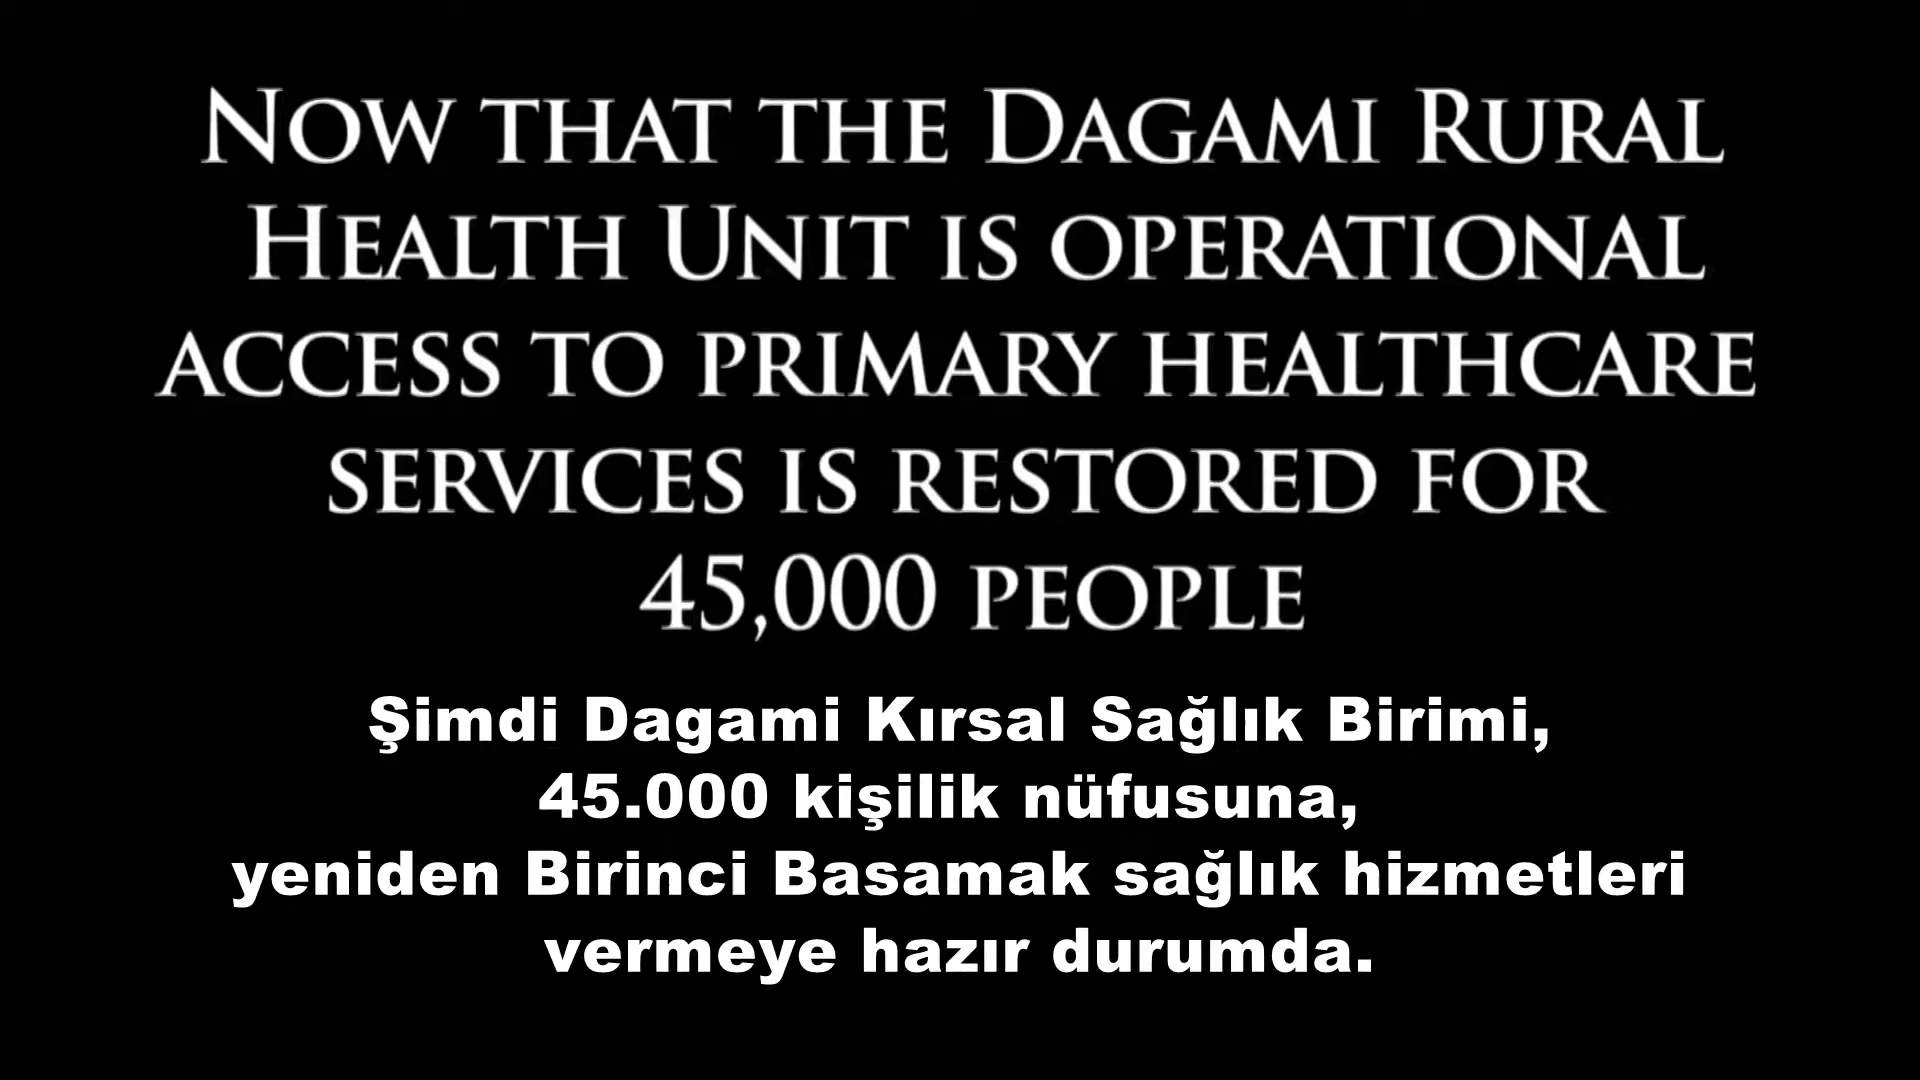 Now that the Dagami Rural
Health Unit is operational
access to primary healthcare
services is restored for
45,000 people
Şimdi Dagami Kırsal Sağlık Birimi,
45.000 kişilik nüfusuna,
yeniden Birinci Basamak sağlık hizmetleri
vermeye hazır durumda.